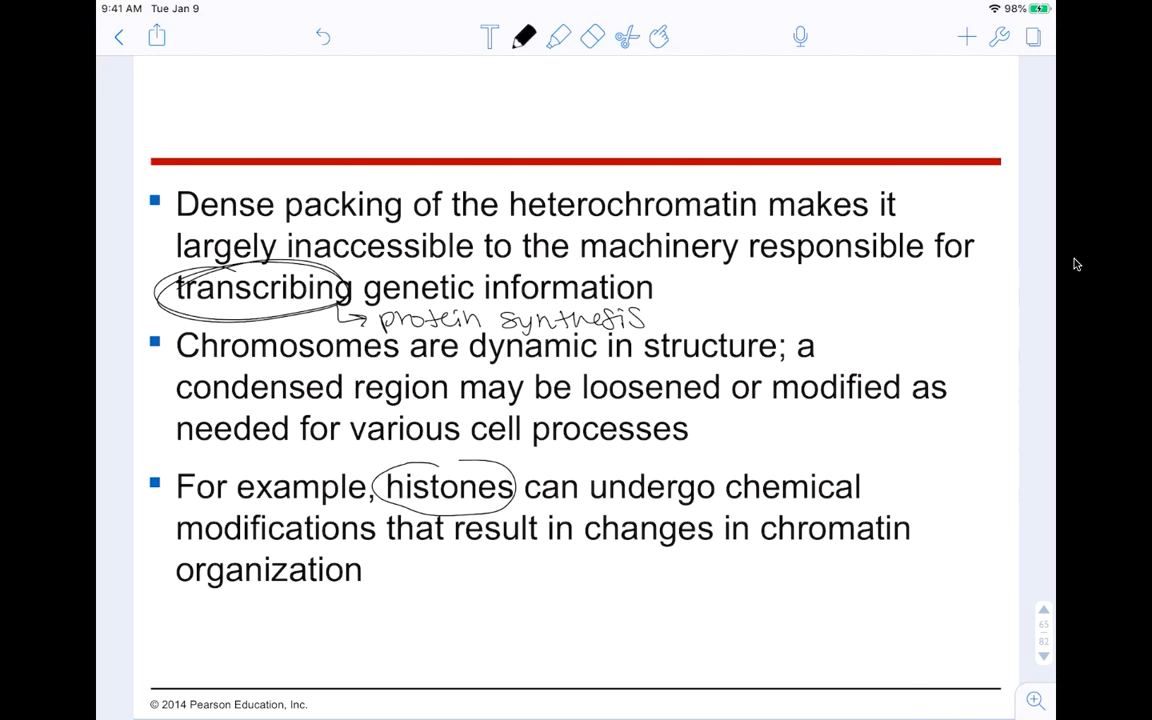 9:41 AM Tue Jan 9
98%
Dense packing of the heterochromatin makes it
largely inaccessible to the machinery responsible for
transcribing genetic information
protein synthesis
Chromosomes are dynamic in structure; a
condensed region may be loosened or modified as
needed for various cell processes
For example, histones can undergo chemical
modifications that result in changes in chromatin
organization
65
82
© 2014 Pearson Education, Inc.